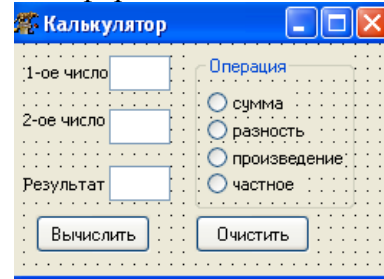 Калькулятор
1-ое число
2-ое число
Результат
Операция
сумма
разность
произведение
частное
Вычислить
Очистить